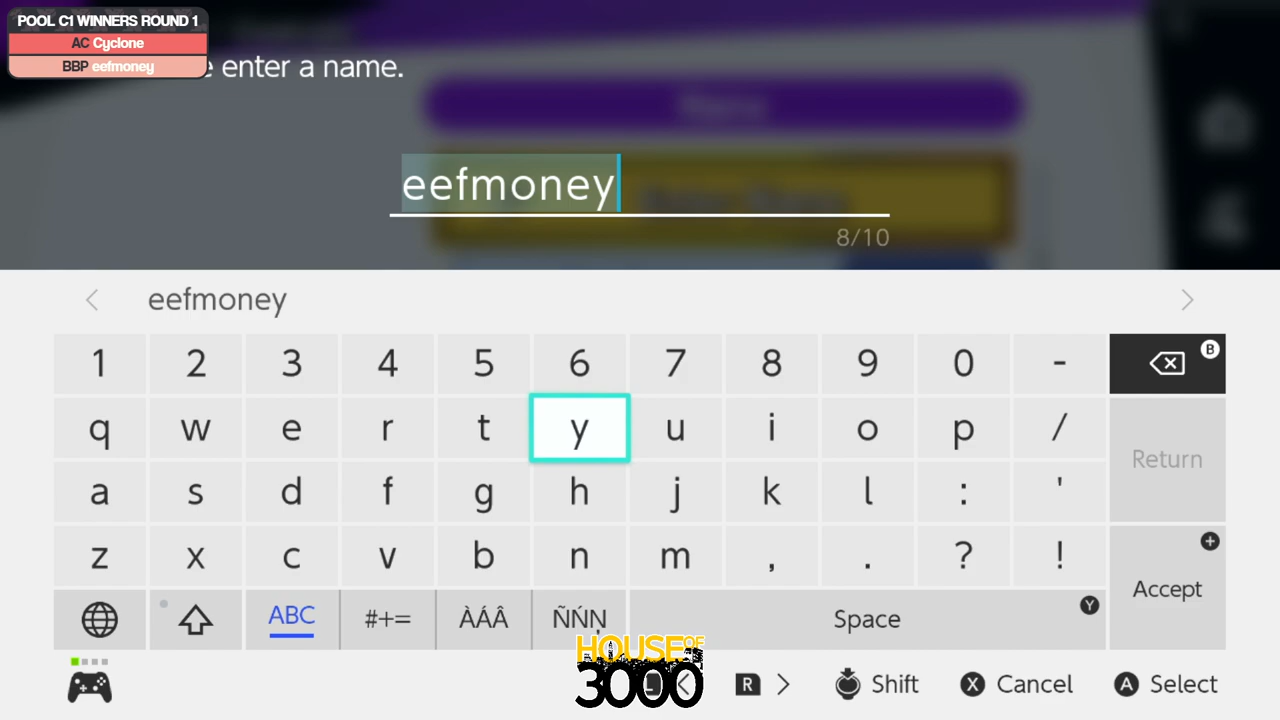 POOL C1 WINNERS ROUND 1
AC Cyclone
BBP eefmoney
e enter a name.
eefmoney
8/10
eefmoney
1 2 3 4 5 6 7 8 9 0 -
B
q w e r t y u i o p /
Return
a s d f g h j k l : '
z x c v b n m , . ? !
+
Accept
ABC #+= ÀÁÂ ÑŃŅ Space Y
HOUSE OF
3000
L R Shift X Cancel A Select